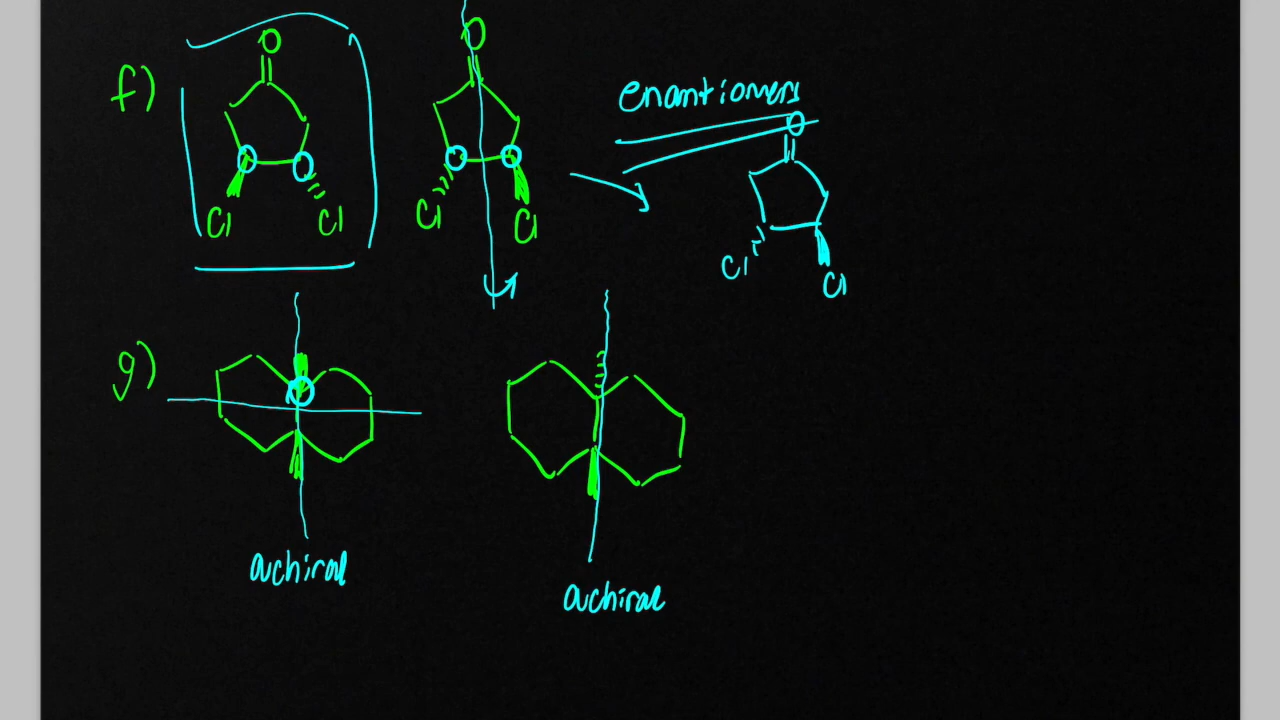 f) O O enantiomers
O
Cl Cl Cl Cl
Cl Cl
g)
achiral
achiral